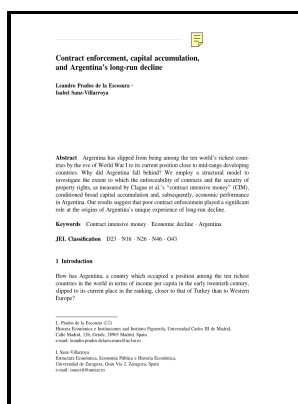 Contract enforcement, capital accumulation,
and Argentina's long-run decline
Leandro Prados de la Escosura ·
Isabel Sanz-Villarroya
Abstract Argentina has slipped from being among the ten world's richest coun-
tries by the eve of World War I to its current position close to mid-range developing
countries. Why did Argentina fall behind? We employ a structural model to
investigate the extent to which the enforceability of contracts and the security of
property rights, as measured by Clague et al.'s "contract intensive money" (CIM),
conditioned broad capital accumulation and, subsequently, economic performance
in Argentina. Our results suggest that poor contract enforcement played a significant
role at the origins of Argentina's unique experience of long-run decline.
Keywords Contract intensive money · Economic decline · Argentina
JEL Classification D23 · N16 · N26 · N46 · O43
1 Introduction
How has Argentina, a country which occupied a position among the ten richest
countries in the world in terms of income per capita in the early twentieth century,
slipped to its current place in the ranking, closer to that of Turkey than to Western
Europe?
L. Prados de la Escosura
Historia Económica e Instituciones and Instituto Figuerola, Universidad Carlos III de Madrid,
Calle Madrid, 126, Getafe, 28903 Madrid, Spain
I. Sanz-Villarroya
Estructura Económica, Economía Pública e Historia Económica,
Universidad de Zaragoza, Gran Vía 2, Zaragoza, Spain